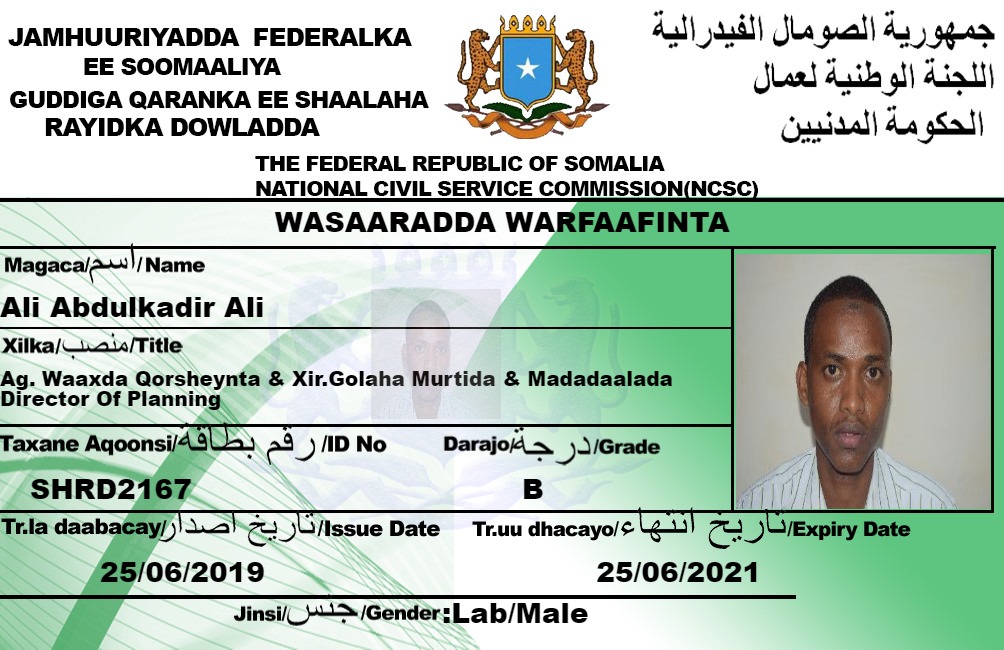 JAMHUURIYADDA FEDERALKA
EE SOOMAALIYA
GUDDIGA QARANKA EE SHAALAHA
RAYIDKA DOWLADDA
جمهورية الصومال الفيدرالية
اللجنة الوطنية لعمال
الحكومة المدنيين
THE FEDERAL REPUBLIC OF SOMALIA
NATIONAL CIVIL SERVICE COMMISSION(NCSC)
WASAARADDA WARFAAFINTA
Magaca/اسم/Name
Ali Abdulkadir Ali
Xilka/منصب/Title
Ag. Waaxda Qorsheynta & Xir.Golaha Murtida & Madadaalada
Director Of Planning
Taxane Aqoonsi/رقم بطاقة/ID No
SHRD2167
Darajo/درجة/Grade
B
Tr.la daabacay/تاريخ اصدار/Issue Date
25/06/2019
Tr.uu dhacayo/تاريخ انتهاء/Expiry Date
25/06/2021
Jinsi/جنس/Gender:Lab/Male